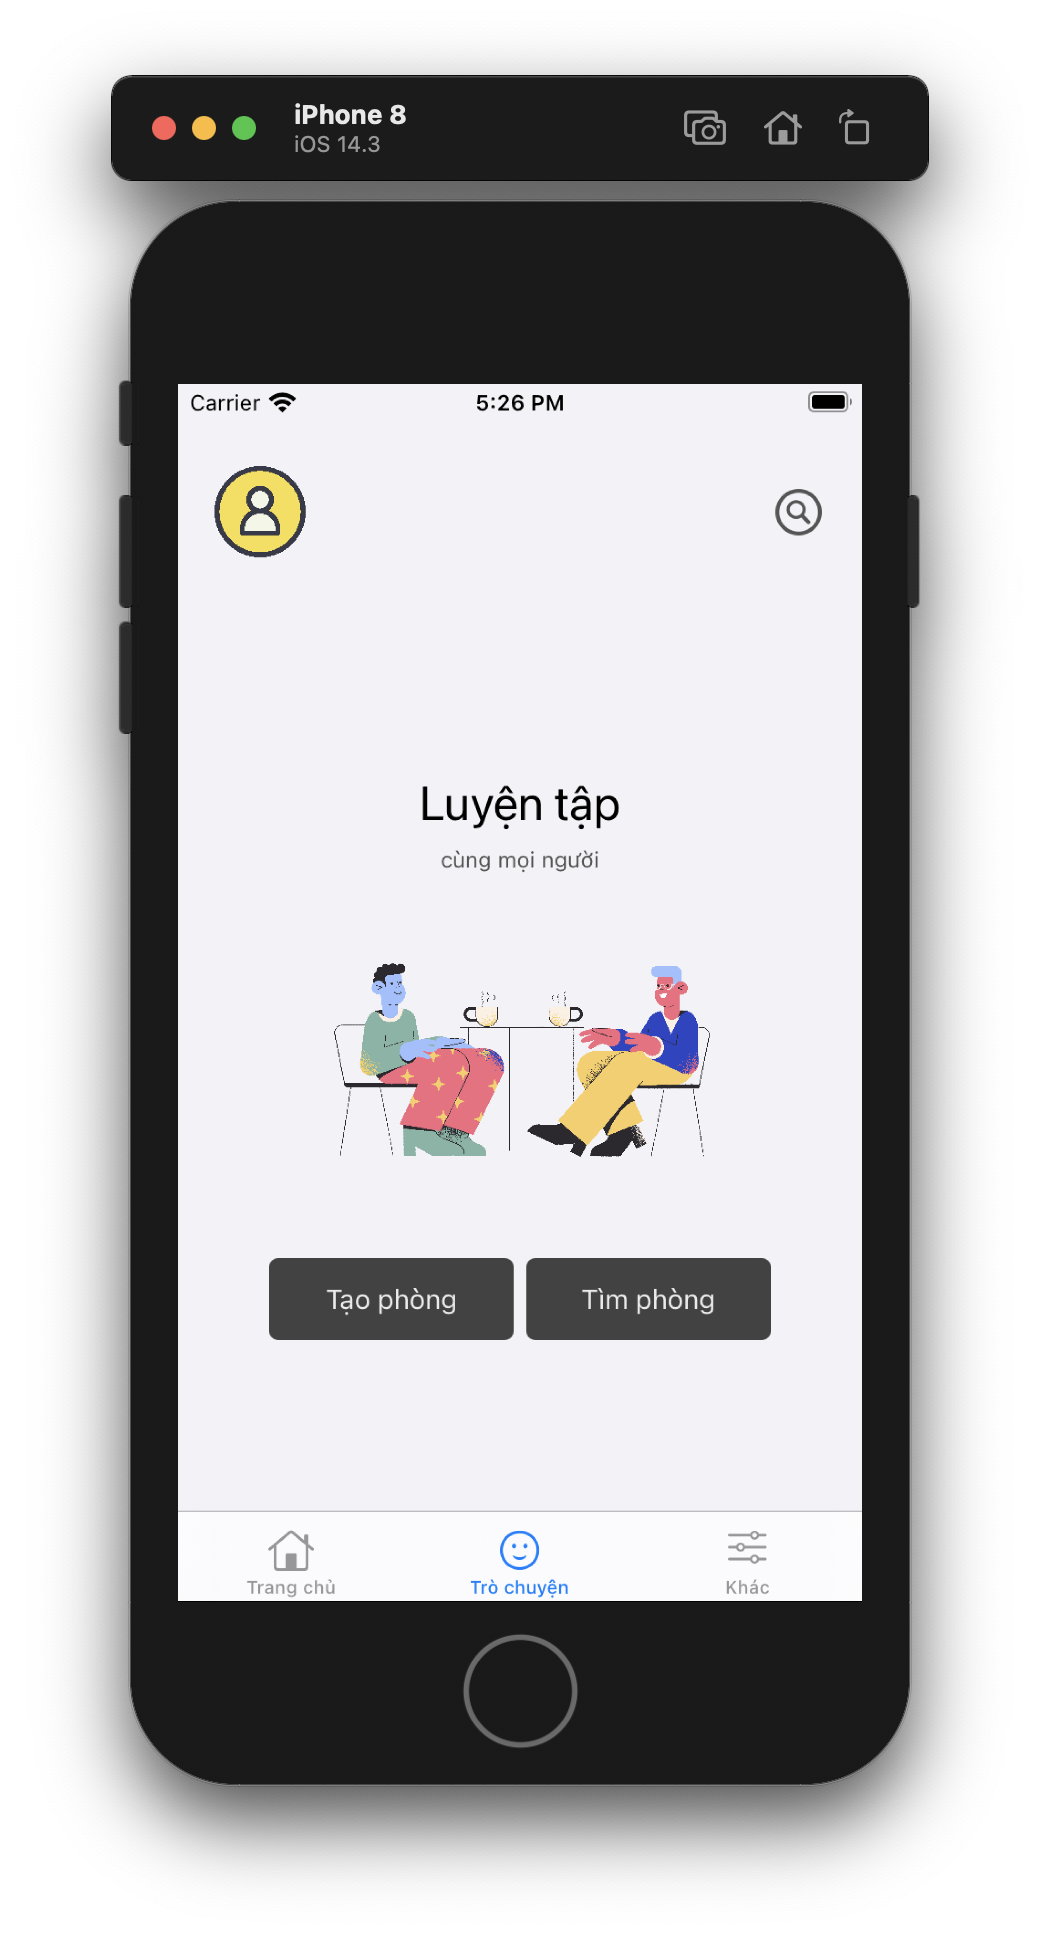 iPhone 8
iOS 14.3
Carrier 5:26 PM
Luyện tập
cùng mọi người
Tạo phòng Tìm phòng
Trang chủ Trò chuyện Khác